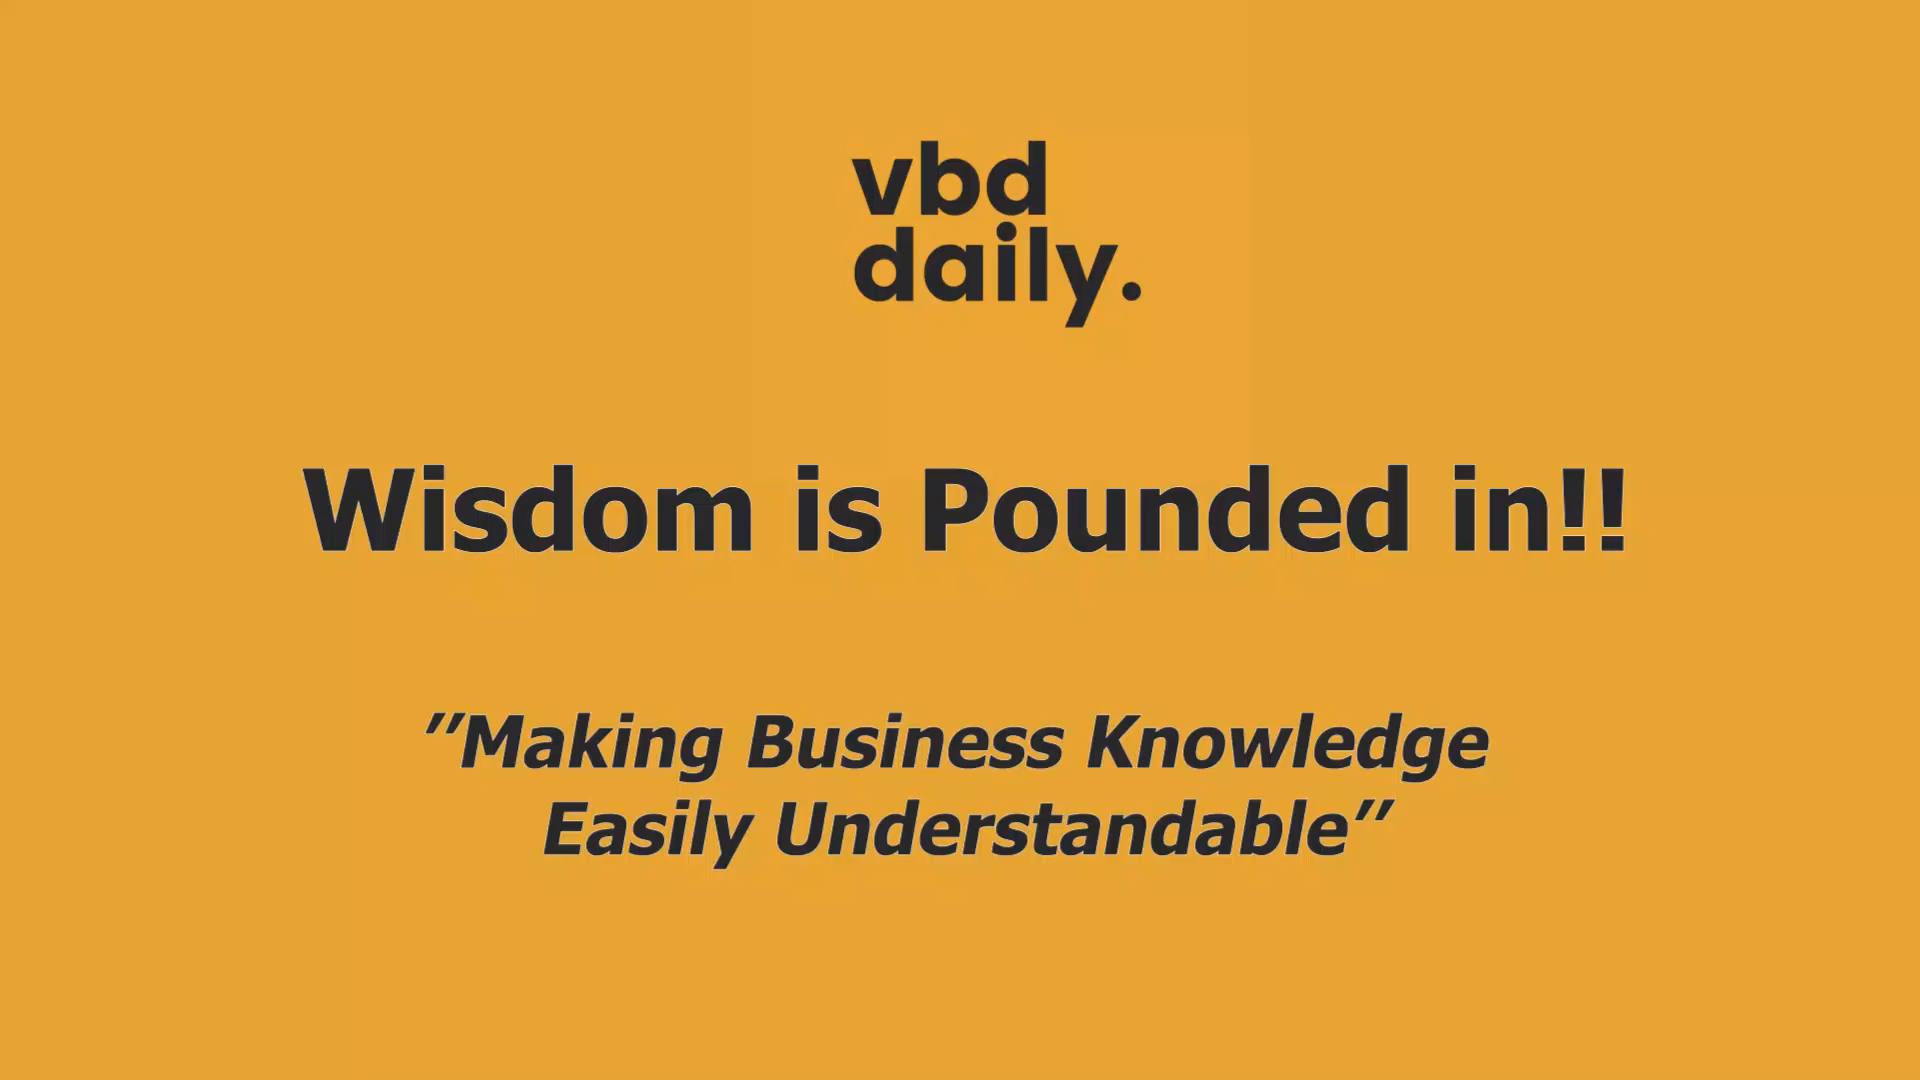 vbd
daily.
Wisdom is Pounded in!!
”Making Business Knowledge
Easily Understandable”